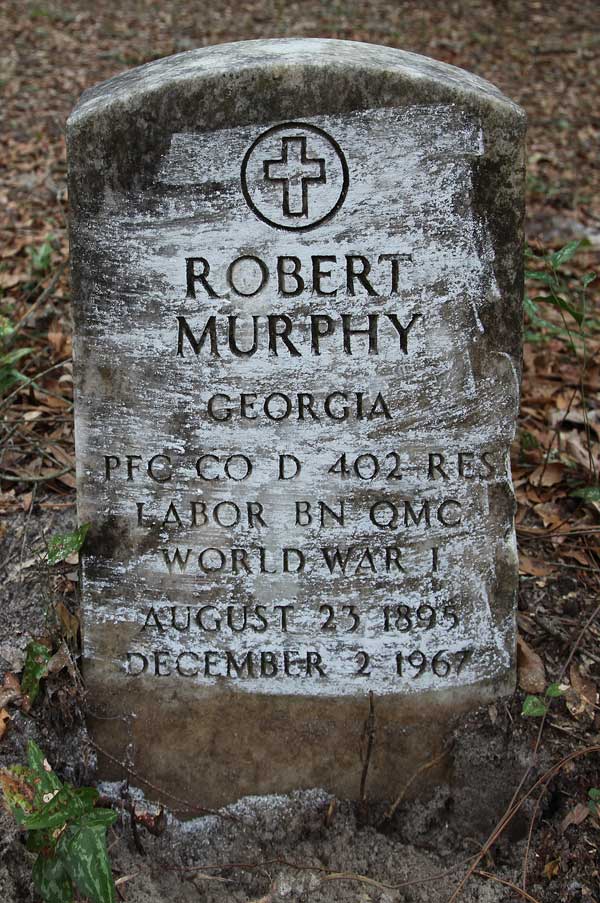 ROBERT
MURPHY
GEORGIA
PFC CO D 402 RES
LABOR BN QMC
WORLD WAR I
AUGUST 23 1895
DECEMBER 2 1967